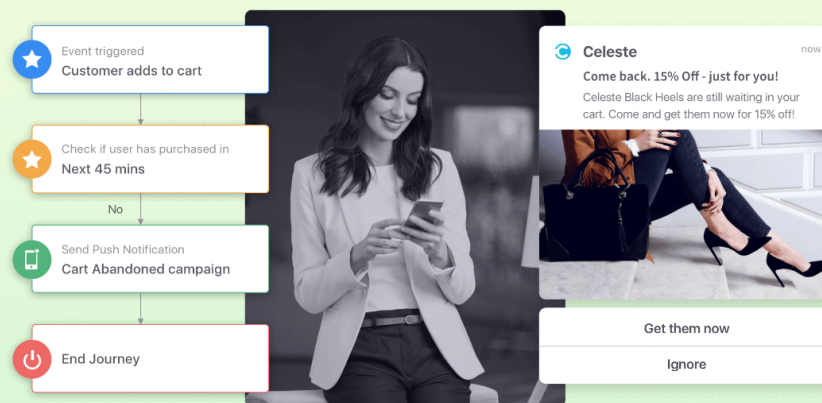 Event triggered
Customer adds to cart
Check if user has purchased in
Next 45 mins
No
Send Push Notification
Cart Abandoned campaign
End Journey
Celeste
now
Come back. 15% Off - just for you!
Celeste Black Heels are still waiting in your
cart. Come and get them now for 15% off!
Get them now
Ignore